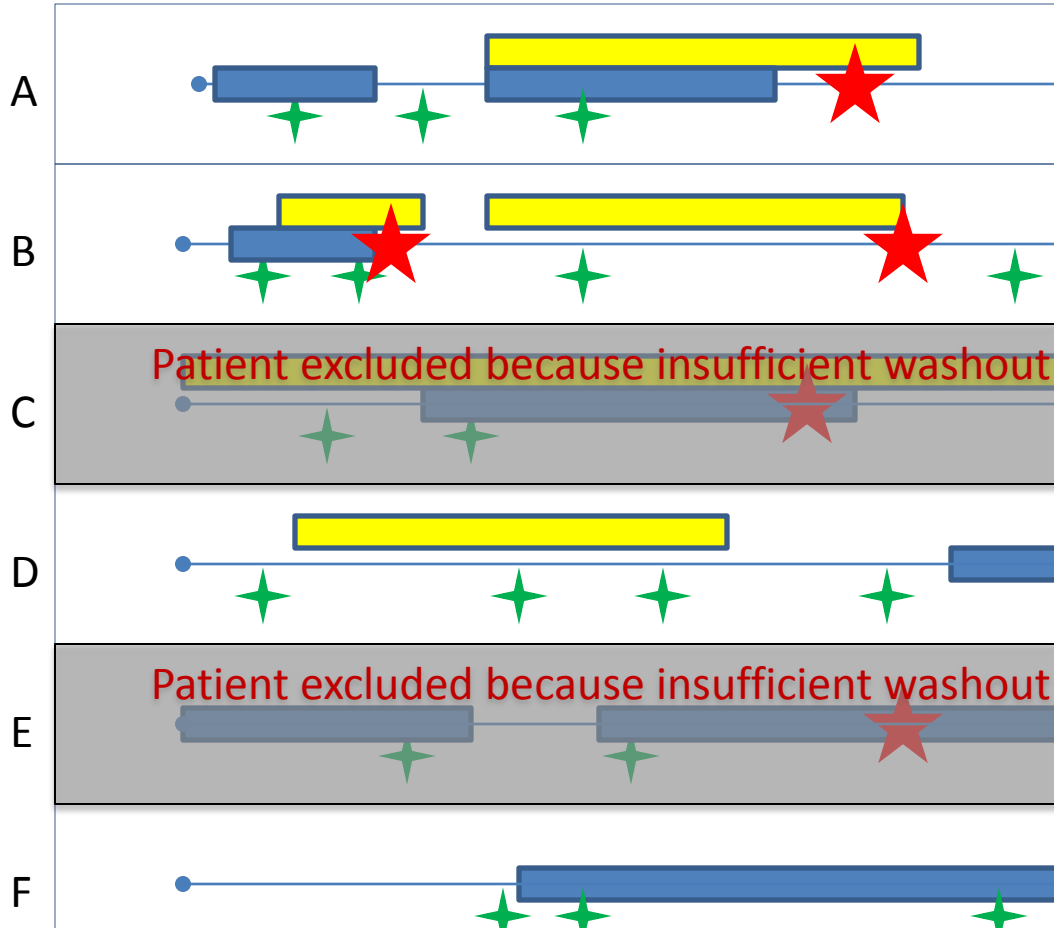 A
B
Patient excluded because insufficient washout
C
D
Patient excluded because insufficient washout
E
F